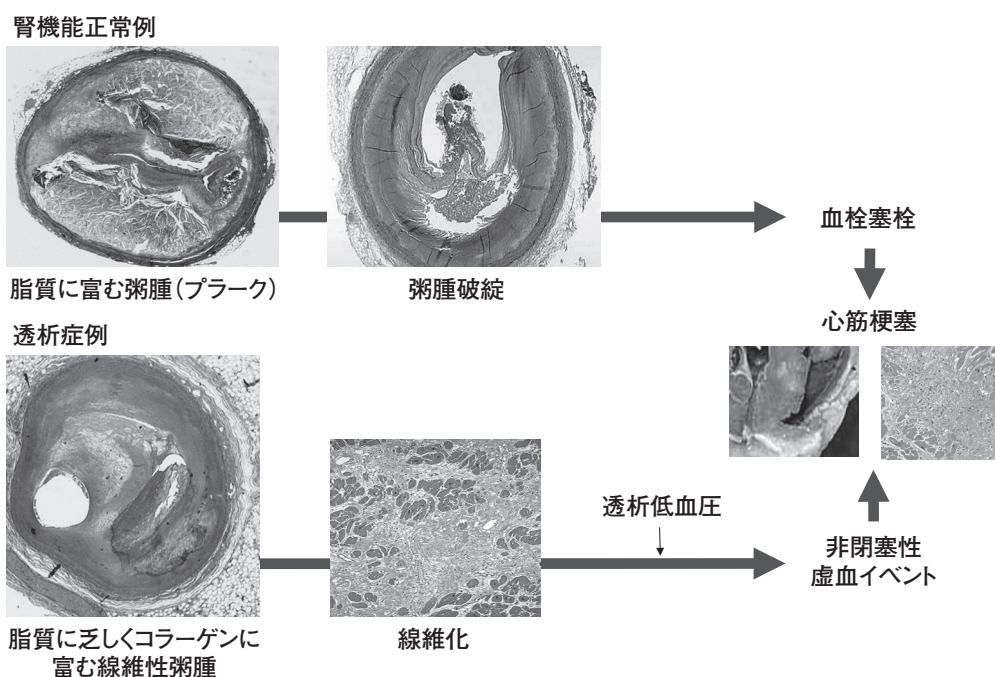 腎機能正常例
脂質に富む粥腫(プラーク)
粥腫破綻
血栓塞栓
心筋梗塞
透析症例
脂質に乏しくコラーゲンに
富む線維性粥腫
線維化
透析低血圧
非閉塞性
虚血イベント